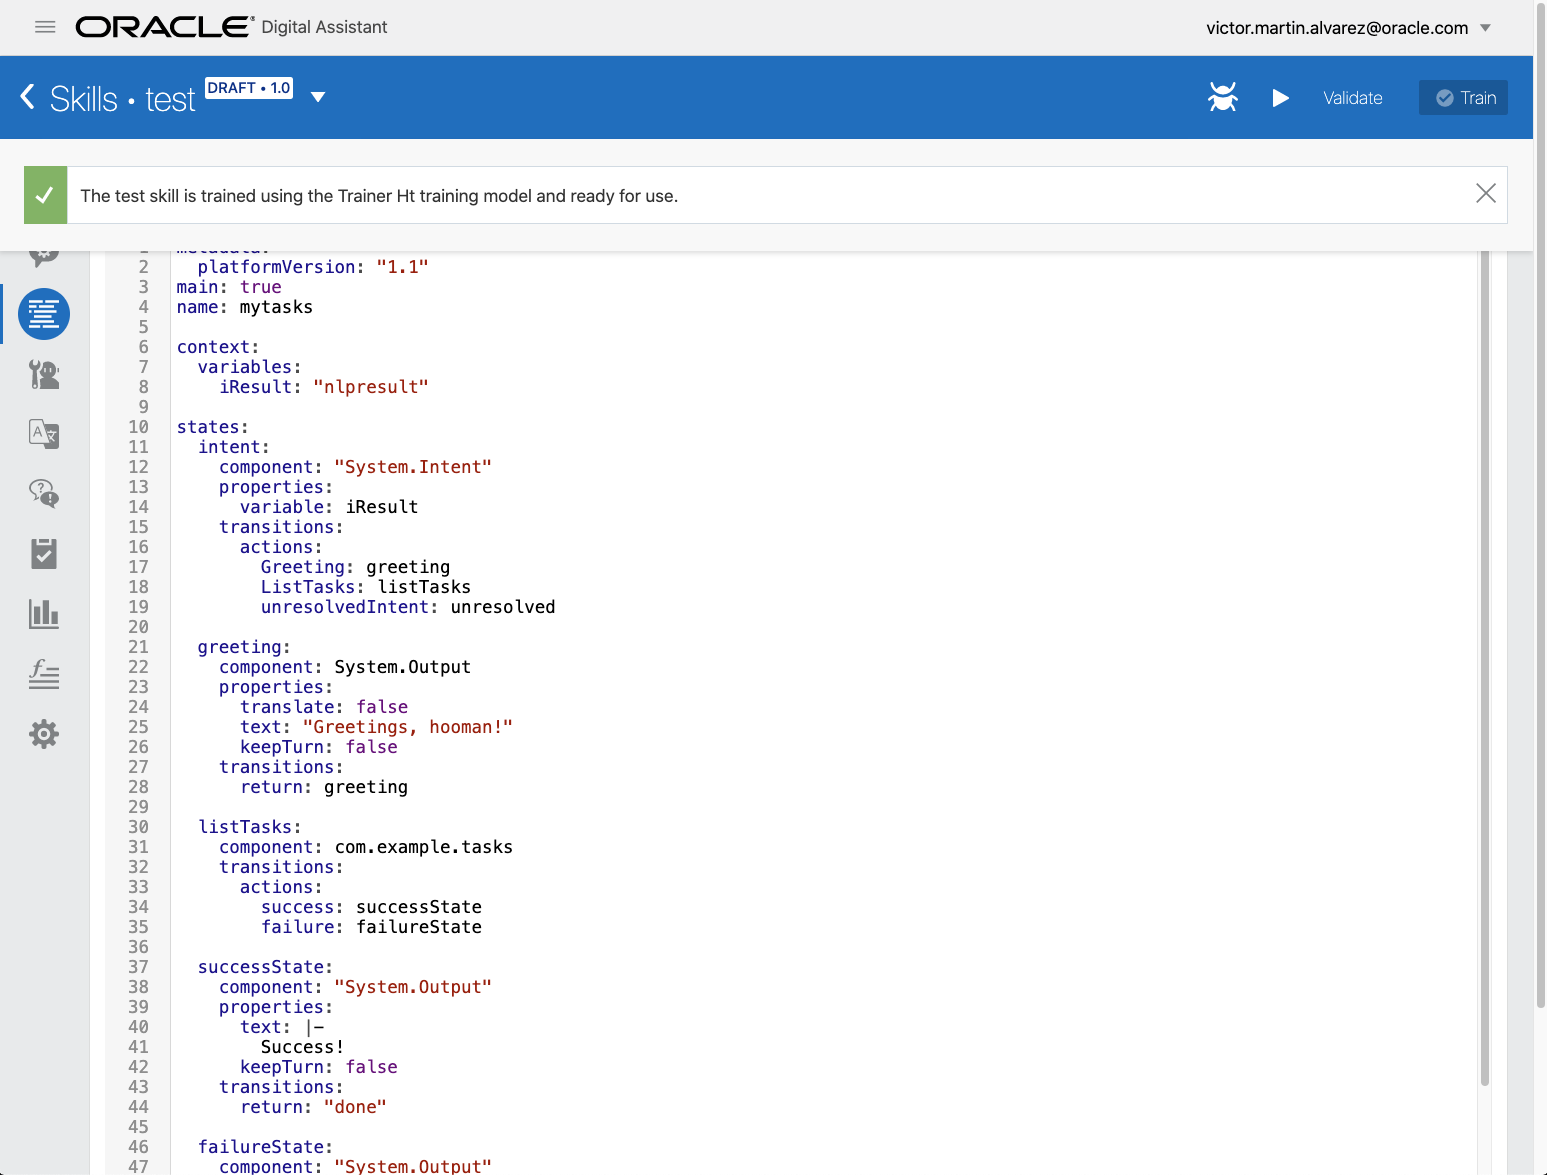 ORACLE® Digital Assistant
victor.martin.alvarez@oracle.com
Skills • test DRAFT • 1.0
Validate
Train
The test skill is trained using the Trainer Ht training model and ready for use.
2 platformVersion: "1.1"
3 main: true
4 name: mytasks
5
6 context:
7 variables:
8 iResult: "nlpresult"
9
10 states:
11 intent:
12 component: "System.Intent"
13 properties:
14 variable: iResult
15 transitions:
16 actions:
17 Greeting: greeting
18 ListTasks: listTasks
19 unresolvedIntent: unresolved
20
21 greeting:
22 component: System.Output
23 properties:
24 translate: false
25 text: "Greetings, hooman!"
26 keepTurn: false
27 transitions:
28 return: greeting
29
30 listTasks:
31 component: com.example.tasks
32 transitions:
33 actions:
34 success: successState
35 failure: failureState
36
37 successState:
38 component: "System.Output"
39 properties:
40 text: |-
41 Success!
42 keepTurn: false
43 transitions:
44 return: "done"
45
46 failureState:
47 component: "System.Output"